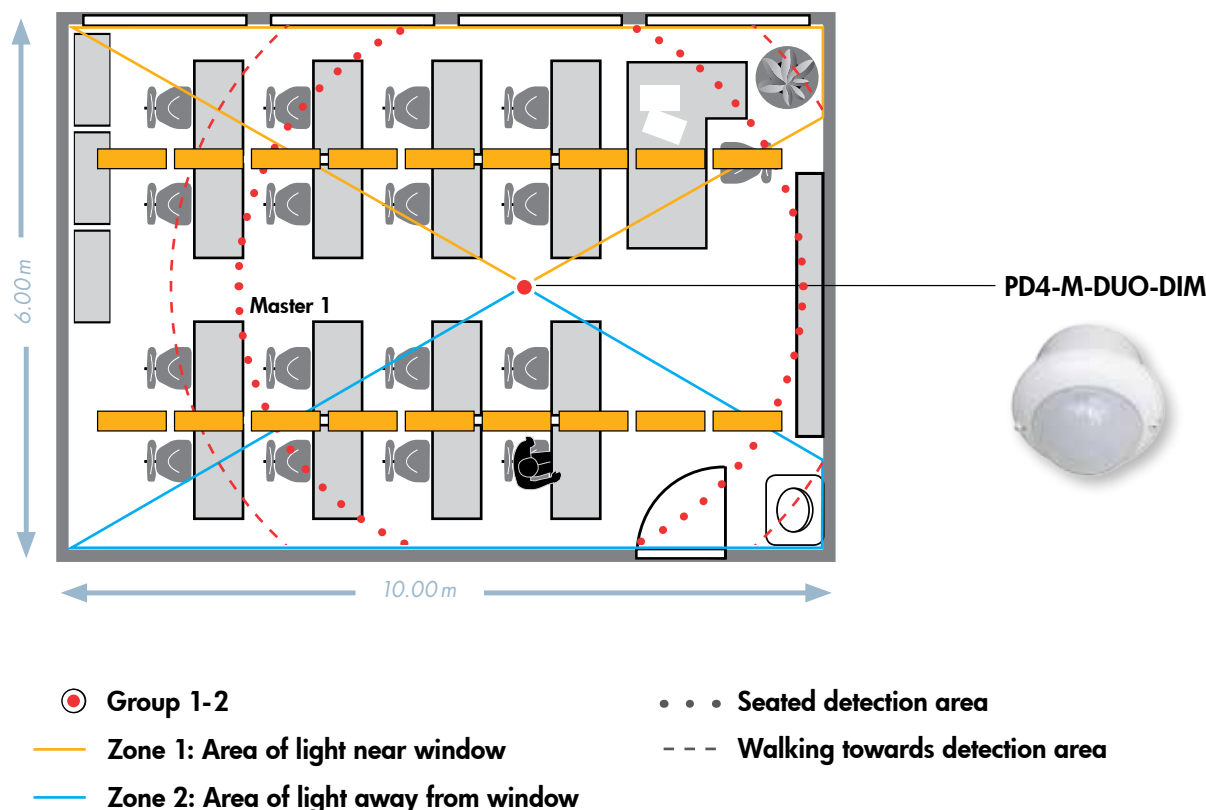 6.00 m
Master 1
PD4-M-DUO-DIM
10.00 m
Group 1-2
Zone 1: Area of light near window
Zone 2: Area of light away from window
Seated detection area
Walking towards detection area